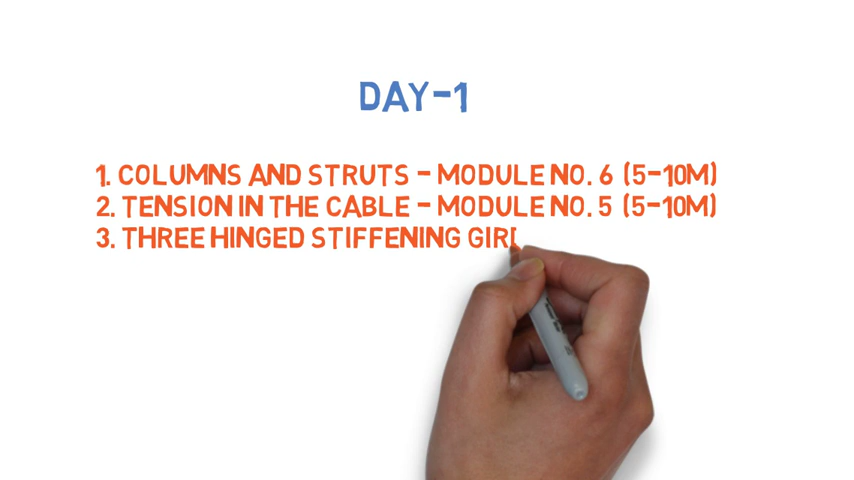 DAY-1
1. COLUMNS AND STRUTS - MODULE NO. 6 (5-10M)
2. TENSION IN THE CABLE - MODULE NO. 5 (5-10M)
3. THREE HINGED STIFFENING